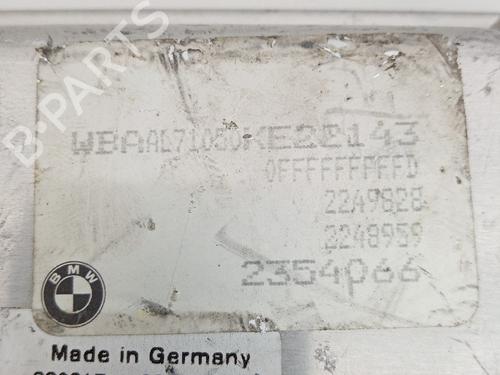 B-PARTS
WBAAL71080KE22143
0FFFFFFFFFFD
2249828
2248959
2354066
BMW
Made in Germany